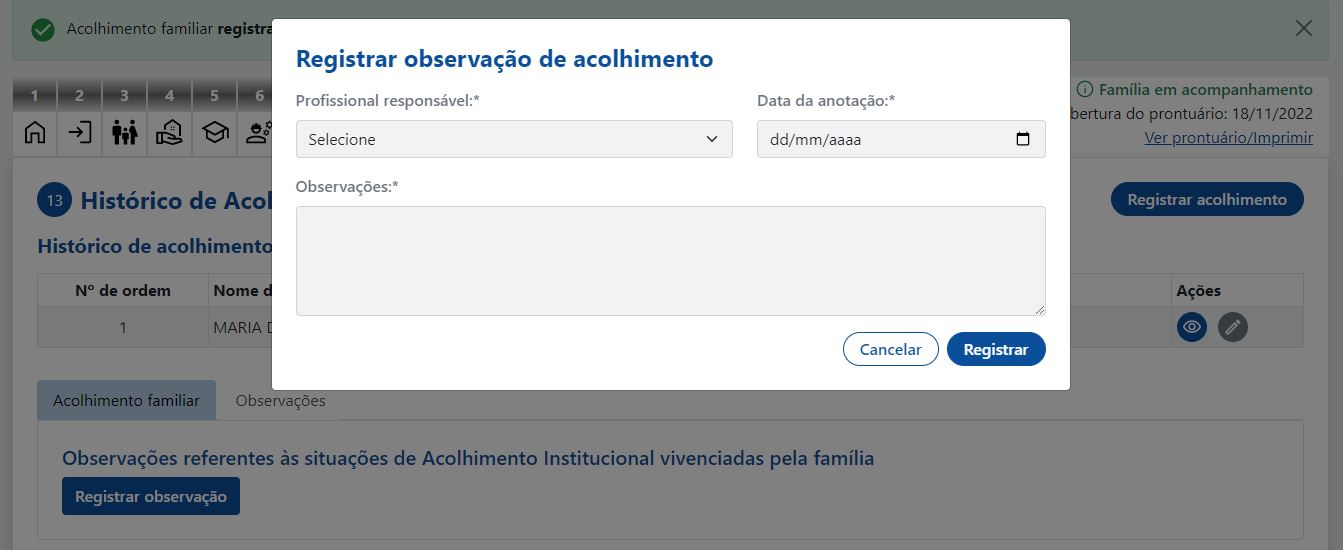 Acolhimento familiar registra
Registrar observação de acolhimento
Profissional responsável:*
Data da anotação:*
Selecione
dd/mm/aaaa
Observações:*
Cancelar
Registrar
1 2 3 4 5 6
Família em acompanhamento
bertura do prontuário: 18/11/2022
Ver prontuário/Imprimir
13 Histórico de Acol
Registrar acolhimento
Histórico de acolhimento
Nº de ordem Nome d Ações
1 MARIA D
Acolhimento familiar Observações
Observações referentes às situações de Acolhimento Institucional vivenciadas pela família
Registrar observação